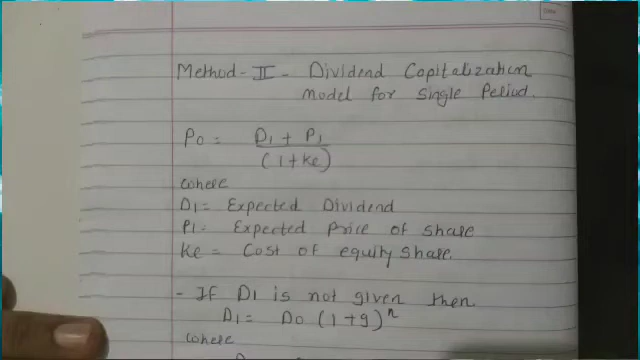 Method - II - Dividend Capitalization
model for single Period.
P0 = D1 + P1
(1+ke)
where
D1 = Expected Dividend
P1 = Expected Price of share
ke = Cost of equity share.
- If D1 is not given then
D1 = D0 (1+g)^n
where